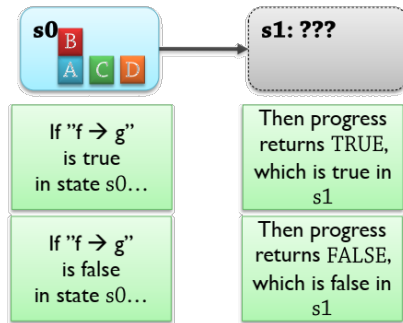 s0
B
A C D
s1: ???
If "f → g"
is true
in state s0...
Then progress
returns TRUE,
which is true in
s1
If "f → g"
is false
in state s0...
Then progress
returns FALSE,
which is false in
s1